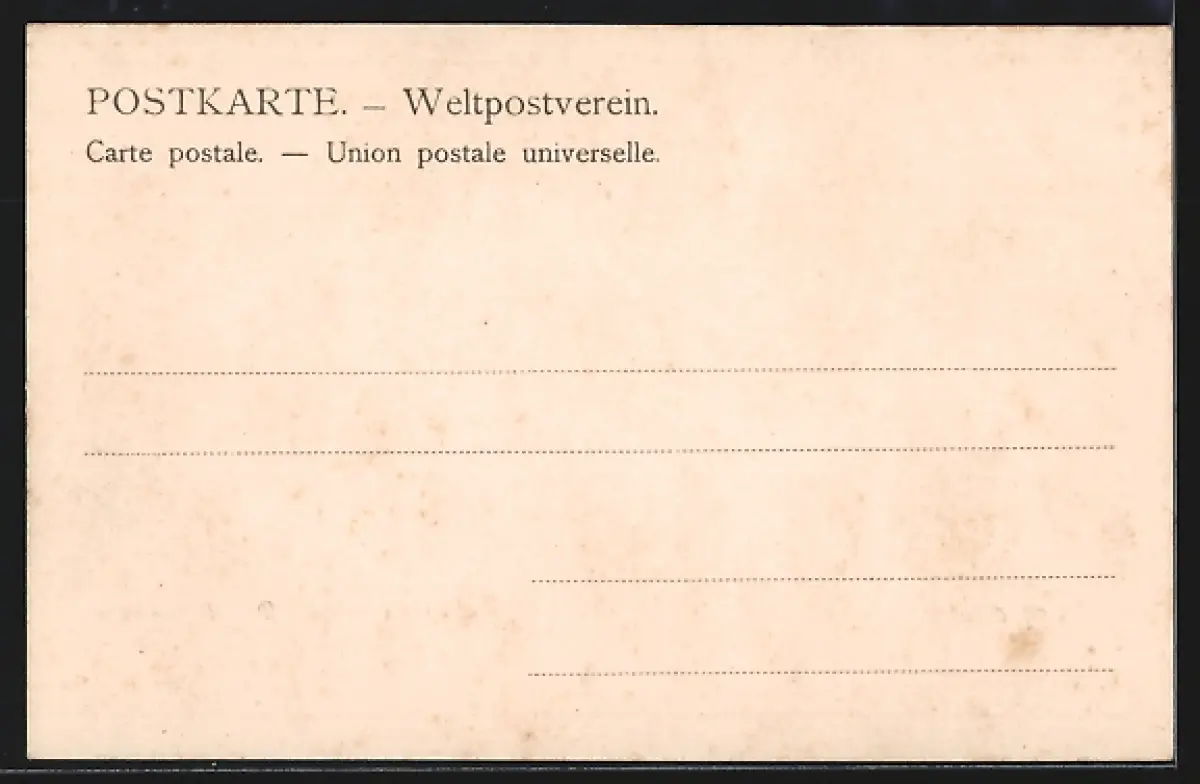 POSTKARTE. — Weltpostverein.
Carte postale. — Union postale universelle.